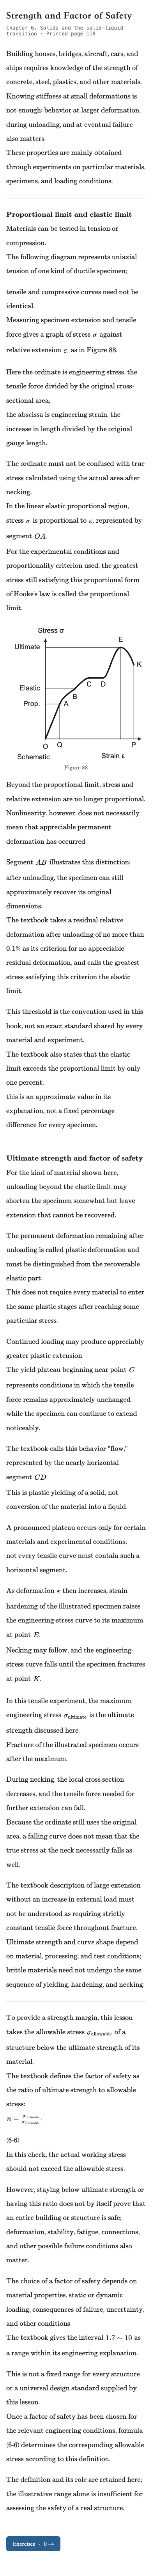 Strength and Factor of Safety
Chapter 6. Solids and the solid–liquid
transition · Printed page 118
Building houses, bridges, aircraft, cars, and
ships requires knowledge of the strength of
concrete, steel, plastics, and other materials.
Knowing stiffness at small deformations is
not enough: behavior at larger deformation,
during unloading, and at eventual failure
also matters.
These properties are mainly obtained
through experiments on particular materials,
specimens, and loading conditions.
Proportional limit and elastic limit
Materials can be tested in tension or
compression.
The following diagram represents uniaxial
tension of one kind of ductile specimen;
tensile and compressive curves need not be
identical.
Measuring specimen extension and tensile
force gives a graph of stress σ against
relative extension ε, as in Figure 88.
Here the ordinate is engineering stress, the
tensile force divided by the original cross-
sectional area;
the abscissa is engineering strain, the
increase in length divided by the original
gauge length.
The ordinate must not be confused with true
stress calculated using the actual area after
necking.
In the linear elastic proportional region,
stress σ is proportional to ε, represented by
segment OA.
For the experimental conditions and
proportionality criterion used, the greatest
stress still satisfying this proportional form
of Hooke's law is called the proportional
limit.
Stress σ
Ultimate
Elastic
Prop.
E
K
C D
B
A
O Q P
Schematic Strain ε
Figure 88
Beyond the proportional limit, stress and
relative extension are no longer proportional.
Nonlinearity, however, does not necessarily
mean that appreciable permanent
deformation has occurred.
Segment AB illustrates this distinction:
after unloading, the specimen can still
approximately recover its original
dimensions.
The textbook takes a residual relative
deformation after unloading of no more than
0.1% as its criterion for no appreciable
residual deformation, and calls the greatest
stress satisfying this criterion the elastic
limit.
This threshold is the convention used in this
book, not an exact standard shared by every
material and experiment.
The textbook also states that the elastic
limit exceeds the proportional limit by only
one percent;
this is an approximate value in its
explanation, not a fixed percentage
difference for every specimen.
Ultimate strength and factor of safety
For the kind of material shown here,
unloading beyond the elastic limit may
shorten the specimen somewhat but leave
extension that cannot be recovered.
The permanent deformation remaining after
unloading is called plastic deformation and
must be distinguished from the recoverable
elastic part.
This does not require every material to enter
the same plastic stages after reaching some
particular stress.
Continued loading may produce appreciably
greater plastic extension.
The yield plateau beginning near point C
represents conditions in which the tensile
force remains approximately unchanged
while the specimen can continue to extend
noticeably.
The textbook calls this behavior "flow,"
represented by the nearly horizontal
segment CD.
This is plastic yielding of a solid, not
conversion of the material into a liquid.
A pronounced plateau occurs only for certain
materials and experimental conditions;
not every tensile curve must contain such a
horizontal segment.
As deformation ε then increases, strain
hardening of the illustrated specimen raises
the engineering-stress curve to its maximum
at point E.
Necking may follow, and the engineering-
stress curve falls until the specimen fractures
at point K.
In this tensile experiment, the maximum
engineering stress σultimate is the ultimate
strength discussed here.
Fracture of the illustrated specimen occurs
after the maximum.
During necking, the local cross section
decreases, and the tensile force needed for
further extension can fall.
Because the ordinate still uses the original
area, a falling curve does not mean that the
true stress at the neck necessarily falls as
well.
The textbook description of large extension
without an increase in external load must
not be understood as requiring strictly
constant tensile force throughout fracture.
Ultimate strength and curve shape depend
on material, processing, and test conditions;
brittle materials need not undergo the same
sequence of yielding, hardening, and necking.
To provide a strength margin, this lesson
takes the allowable stress σallowable of a
structure below the ultimate strength of its
material.
The textbook defines the factor of safety as
the ratio of ultimate strength to allowable
stress:
n = σultimate / σallowable.
(6·6)
In this check, the actual working stress
should not exceed the allowable stress.
However, staying below ultimate strength or
having this ratio does not by itself prove that
an entire building or structure is safe;
deformation, stability, fatigue, connections,
and other possible failure conditions also
matter.
The choice of a factor of safety depends on
material properties, static or dynamic
loading, consequences of failure, uncertainty,
and other conditions.
The textbook gives the interval 1.7 ∼ 10 as
a range within its engineering explanation.
This is not a fixed range for every structure
or a universal design standard supplied by
this lesson.
Once a factor of safety has been chosen for
the relevant engineering conditions, formula
(6·6) determines the corresponding allowable
stress according to this definition.
The definition and its role are retained here;
the illustrative range alone is insufficient for
assessing the safety of a real structure.
Exercises · 0 →